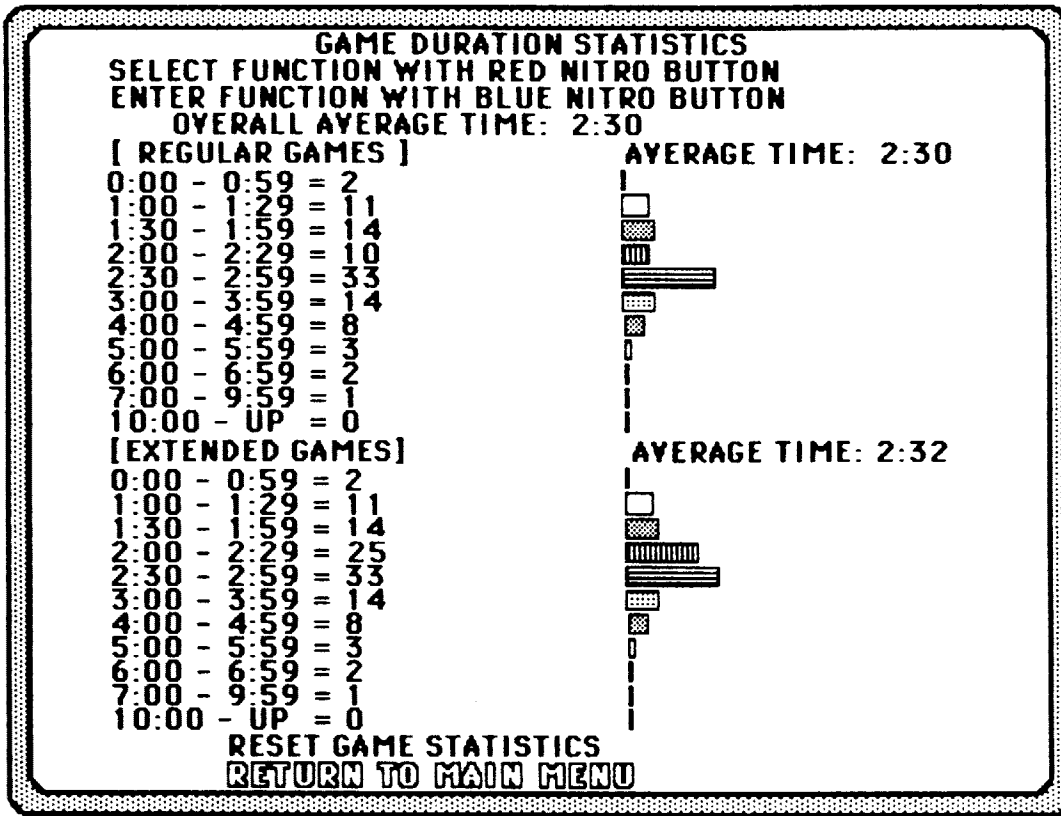 GAME DURATION STATISTICS
SELECT FUNCTION WITH RED NITRO BUTTON
ENTER FUNCTION WITH BLUE NITRO BUTTON
OVERALL AVERAGE TIME: 2:30
[ REGULAR GAMES ] AVERAGE TIME: 2:30
0:00 - 0:59 = 2
1:00 - 1:29 = 11
1:30 - 1:59 = 14
2:00 - 2:29 = 10
2:30 - 2:59 = 33
3:00 - 3:59 = 14
4:00 - 4:59 = 8
5:00 - 5:59 = 3
6:00 - 6:59 = 2
7:00 - 9:59 = 1
10:00 - UP = 0
[EXTENDED GAMES] AVERAGE TIME: 2:32
0:00 - 0:59 = 2
1:00 - 1:29 = 11
1:30 - 1:59 = 14
2:00 - 2:29 = 25
2:30 - 2:59 = 33
3:00 - 3:59 = 14
4:00 - 4:59 = 8
5:00 - 5:59 = 3
6:00 - 6:59 = 2
7:00 - 9:59 = 1
10:00 - UP = 0
RESET GAME STATISTICS
RETURN TO MAIN MENU